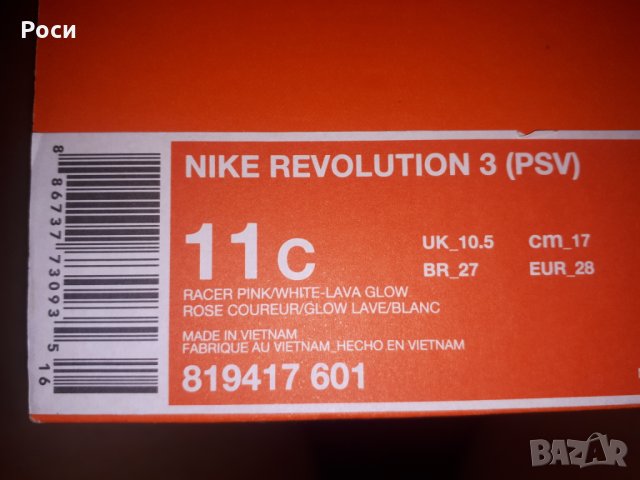 Роси
NIKE REVOLUTION 3 (PSV)
11C
UK_10.5 cm_17
BR_27 EUR_28
RACER PINK/WHITE-LAVA GLOW
ROSE COUREUR/GLOW LAVE/BLANC
MADE IN VIETNAM
FABRIQUE AU VIETNAM_HECHO EN VIETNAM
819417 601
8 86737 73093 5 16
BAZAR